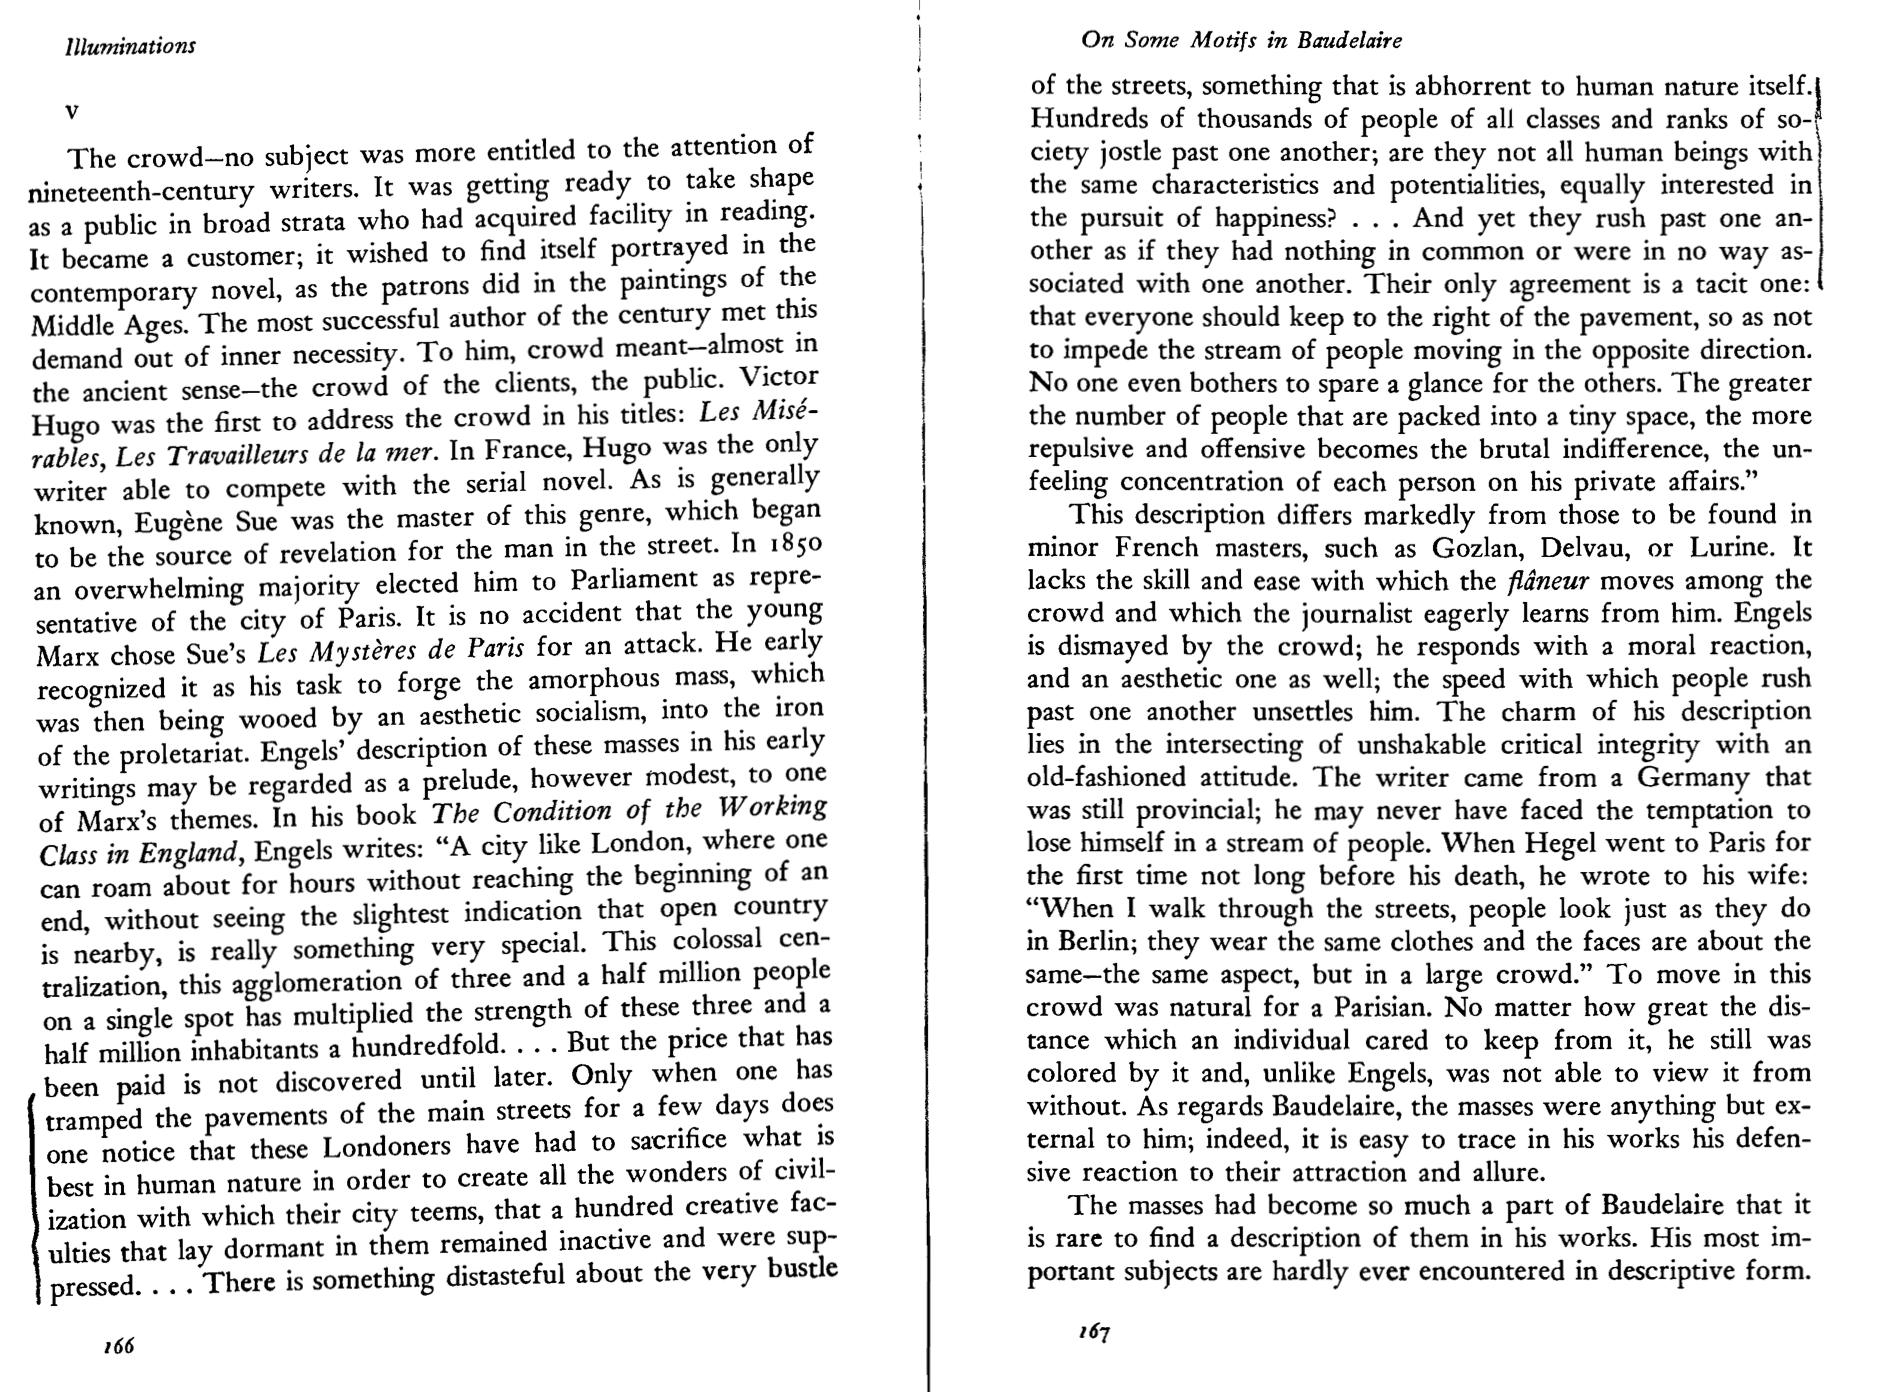 Illuminations
v
The crowd—no subject was more entitled to the attention of
nineteenth-century writers. It was getting ready to take shape
as a public in broad strata who had acquired facility in reading.
It became a customer; it wished to find itself portrayed in the
contemporary novel, as the patrons did in the paintings of the
Middle Ages. The most successful author of the century met this
demand out of inner necessity. To him, crowd meant—almost in
the ancient sense—the crowd of the clients, the public. Victor
Hugo was the first to address the crowd in his titles: Les Misé-
rables, Les Travailleurs de la mer. In France, Hugo was the only
writer able to compete with the serial novel. As is generally
known, Eugène Sue was the master of this genre, which began
to be the source of revelation for the man in the street. In 1850
an overwhelming majority elected him to Parliament as repre-
sentative of the city of Paris. It is no accident that the young
Marx chose Sue's Les Mystères de Paris for an attack. He early
recognized it as his task to forge the amorphous mass, which
was then being wooed by an aesthetic socialism, into the iron
of the proletariat. Engels' description of these masses in his early
writings may be regarded as a prelude, however modest, to one
of Marx's themes. In his book The Condition of the Working
Class in England, Engels writes: "A city like London, where one
can roam about for hours without reaching the beginning of an
end, without seeing the slightest indication that open country
is nearby, is really something very special. This colossal cen-
tralization, this agglomeration of three and a half million people
on a single spot has multiplied the strength of these three and a
half million inhabitants a hundredfold. . . . But the price that has
been paid is not discovered until later. Only when one has
tramped the pavements of the main streets for a few days does
one notice that these Londoners have had to sacrifice what is
best in human nature in order to create all the wonders of civil-
ization with which their city teems, that a hundred creative fac-
ulties that lay dormant in them remained inactive and were sup-
pressed. . . . There is something distasteful about the very bustle
166
On Some Motifs in Baudelaire
of the streets, something that is abhorrent to human nature itself.
Hundreds of thousands of people of all classes and ranks of so-
ciety jostle past one another; are they not all human beings with
the same characteristics and potentialities, equally interested in
the pursuit of happiness? . . . And yet they rush past one an-
other as if they had nothing in common or were in no way as-
sociated with one another. Their only agreement is a tacit one:
that everyone should keep to the right of the pavement, so as not
to impede the stream of people moving in the opposite direction.
No one even bothers to spare a glance for the others. The greater
the number of people that are packed into a tiny space, the more
repulsive and offensive becomes the brutal indifference, the un-
feeling concentration of each person on his private affairs."
This description differs markedly from those to be found in
minor French masters, such as Gozlan, Delvau, or Lurine. It
lacks the skill and ease with which the flâneur moves among the
crowd and which the journalist eagerly learns from him. Engels
is dismayed by the crowd; he responds with a moral reaction,
and an aesthetic one as well; the speed with which people rush
past one another unsettles him. The charm of his description
lies in the intersecting of unshakable critical integrity with an
old-fashioned attitude. The writer came from a Germany that
was still provincial; he may never have faced the temptation to
lose himself in a stream of people. When Hegel went to Paris for
the first time not long before his death, he wrote to his wife:
"When I walk through the streets, people look just as they do
in Berlin; they wear the same clothes and the faces are about the
same—the same aspect, but in a large crowd." To move in this
crowd was natural for a Parisian. No matter how great the dis-
tance which an individual cared to keep from it, he still was
colored by it and, unlike Engels, was not able to view it from
without. As regards Baudelaire, the masses were anything but ex-
ternal to him; indeed, it is easy to trace in his works his defen-
sive reaction to their attraction and allure.
The masses had become so much a part of Baudelaire that it
is rare to find a description of them in his works. His most im-
portant subjects are hardly ever encountered in descriptive form.
167